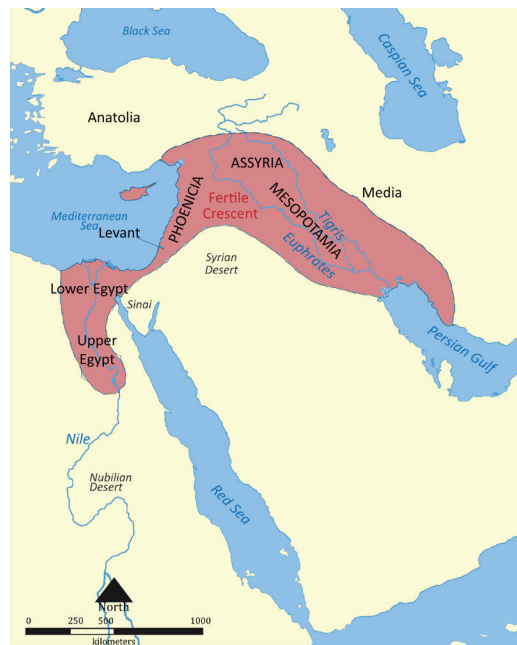 Black Sea
Caspian Sea
Anatolia
ASSYRIA
PHOENICIA
Fertile
Crescent
MESOPOTAMIA
Media
Tigris
Mediterranean
Sea
Levant
Euphrates
Syrian
Desert
Lower Egypt
Sinai
Persian Gulf
Upper
Egypt
Nile
Nubilian
Desert
Red Sea
North
0 250 500 1000
kilometers